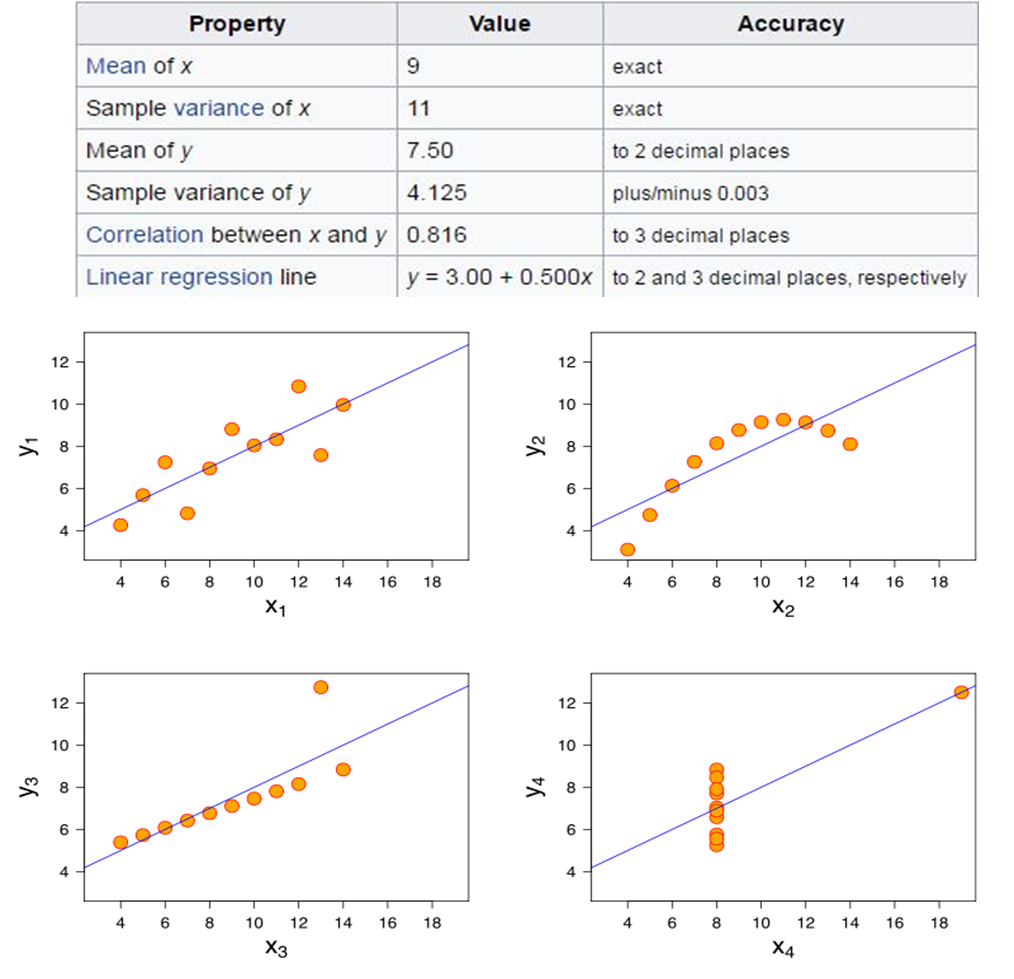 Property Value Accuracy
Mean of x 9 exact
Sample variance of x 11 exact
Mean of y 7.50 to 2 decimal places
Sample variance of y 4.125 plus/minus 0.003
Correlation between x and y 0.816 to 3 decimal places
Linear regression line y = 3.00 + 0.500x to 2 and 3 decimal places, respectively
12
10
8
6
4
y₁
4 6 8 10 12 14 16 18
x₁
12
10
8
6
4
y₂
4 6 8 10 12 14 16 18
x₂
12
10
8
6
4
y₃
4 6 8 10 12 14 16 18
x₃
12
10
8
6
4
y₄
4 6 8 10 12 14 16 18
x₄